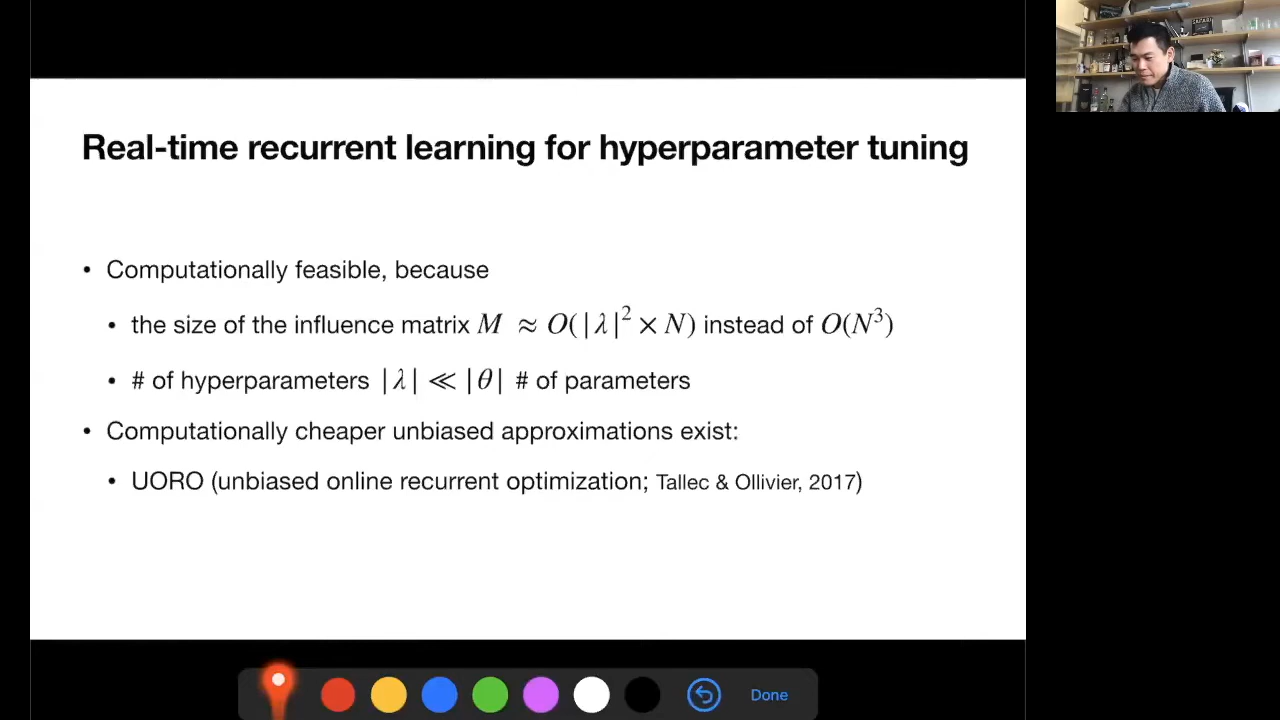 Real-time recurrent learning for hyperparameter tuning
• Computationally feasible, because
• the size of the influence matrix M ≈ O(|λ|² × N) instead of O(N³)
• # of hyperparameters |λ| ≪ |θ| # of parameters
• Computationally cheaper unbiased approximations exist:
• UORO (unbiased online recurrent optimization; Tallec & Ollivier, 2017)
Done